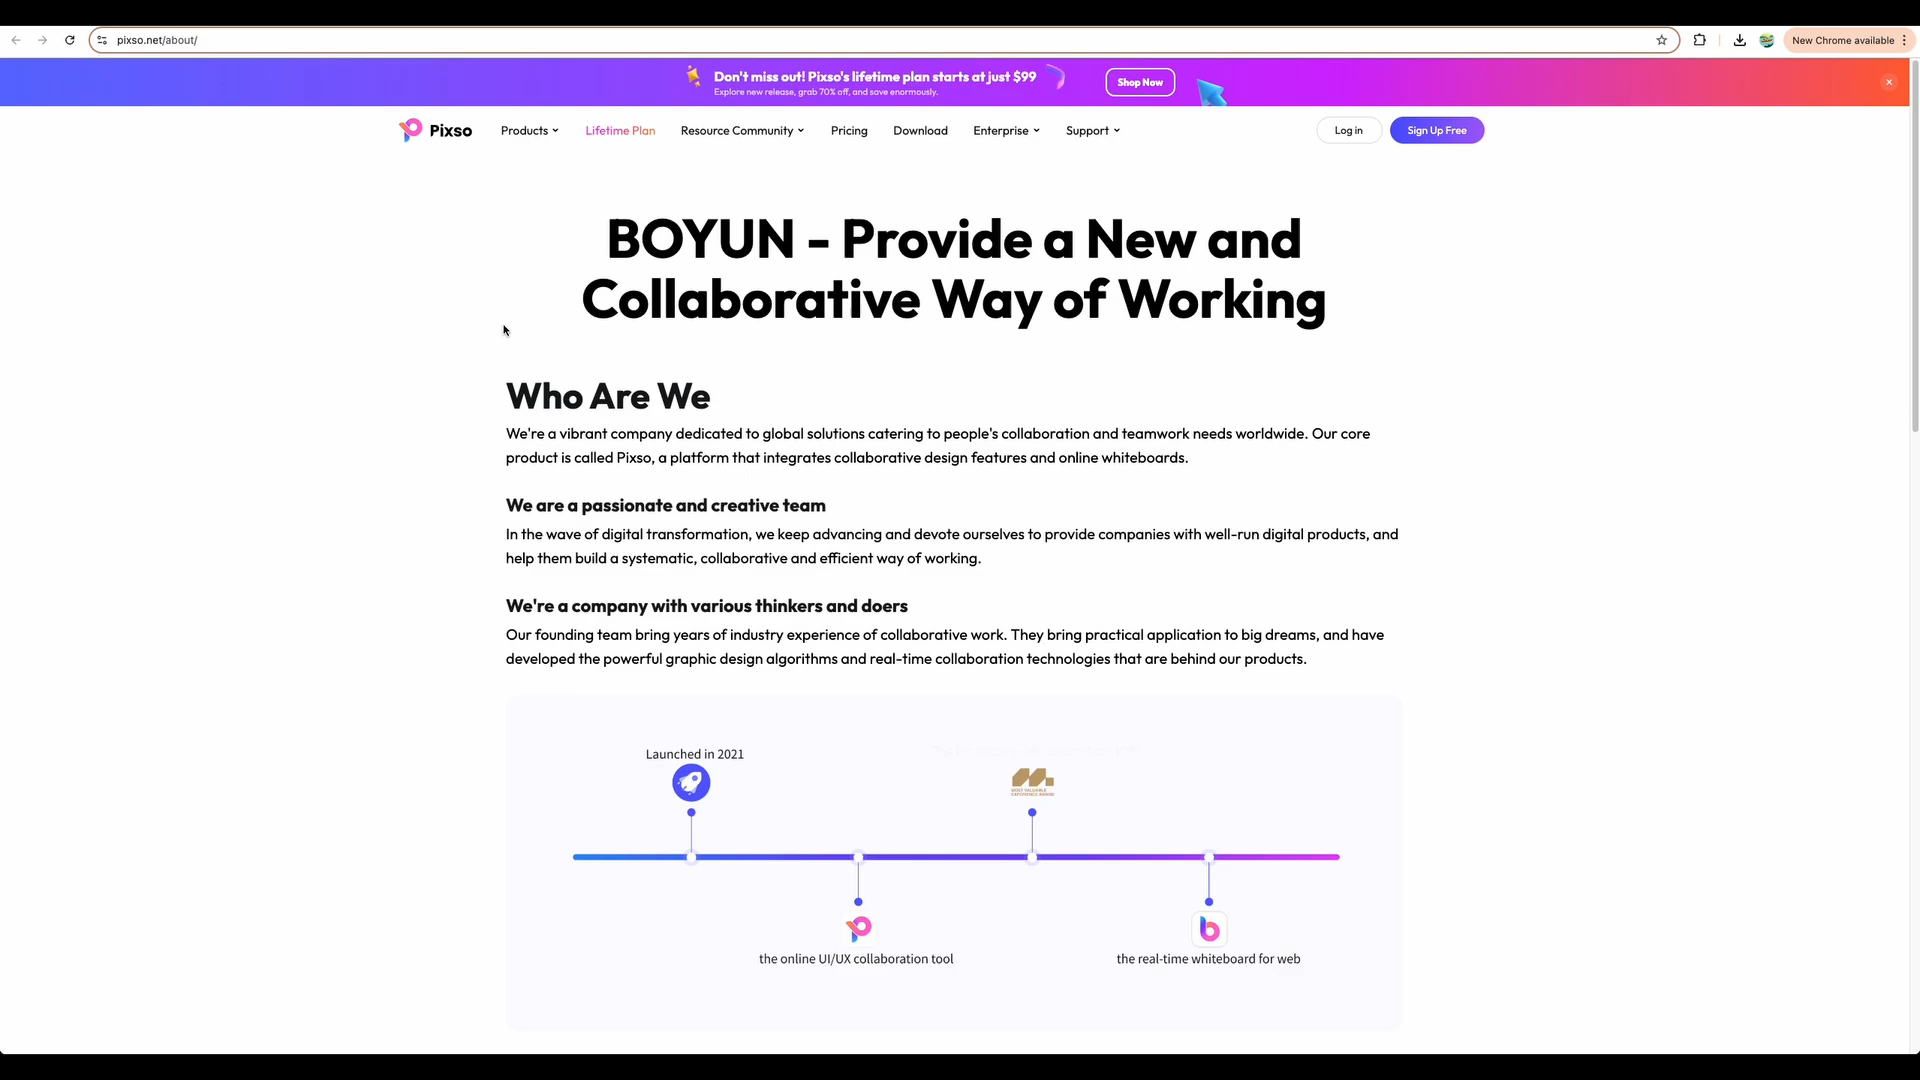 pixso.net/about/
New Chrome available
Don't miss out! Pixso's lifetime plan starts at just $99
Explore new release, grab 70% off, and save enormously.
Shop Now
Pixso
Products
Lifetime Plan
Resource Community
Pricing
Download
Enterprise
Support
Log in
Sign Up Free
BOYUN - Provide a New and
Collaborative Way of Working
Who Are We
We're a vibrant company dedicated to global solutions catering to people's collaboration and teamwork needs worldwide. Our core
product is called Pixso, a platform that integrates collaborative design features and online whiteboards.
We are a passionate and creative team
In the wave of digital transformation, we keep advancing and devote ourselves to provide companies with well-run digital products, and
help them build a systematic, collaborative and efficient way of working.
We're a company with various thinkers and doers
Our founding team bring years of industry experience of collaborative work. They bring practical application to big dreams, and have
developed the powerful graphic design algorithms and real-time collaboration technologies that are behind our products.
Launched in 2021
MOST VALUABLE
EXPERIENCE AWARD
the online UI/UX collaboration tool
the real-time whiteboard for web